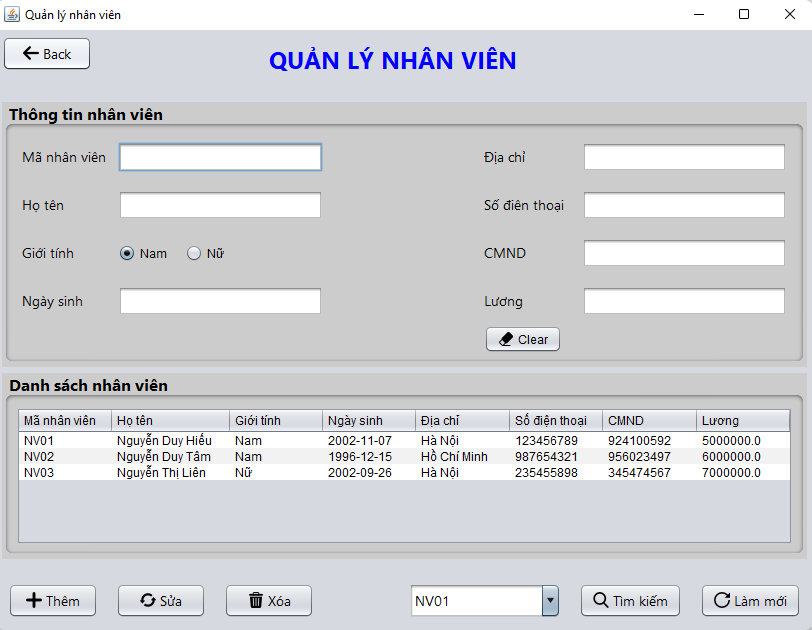 Quản lý nhân viên
Back
QUẢN LÝ NHÂN VIÊN
Thông tin nhân viên
Mã nhân viên Địa chỉ
Họ tên Số điện thoại
Giới tính Nam Nữ CMND
Ngày sinh Lương
Clear
Danh sách nhân viên
Mã nhân viên Họ tên Giới tính Ngày sinh Địa chỉ Số điện thoại CMND Lương
NV01 Nguyễn Duy Hiếu Nam 2002-11-07 Hà Nội 123456789 924100592 5000000.0
NV02 Nguyễn Duy Tâm Nam 1996-12-15 Hồ Chí Minh 987654321 956023497 6000000.0
NV03 Nguyễn Thị Liên Nữ 2002-09-26 Hà Nội 235455898 345474567 7000000.0
Thêm Sửa Xóa NV01 Tìm kiếm Làm mới